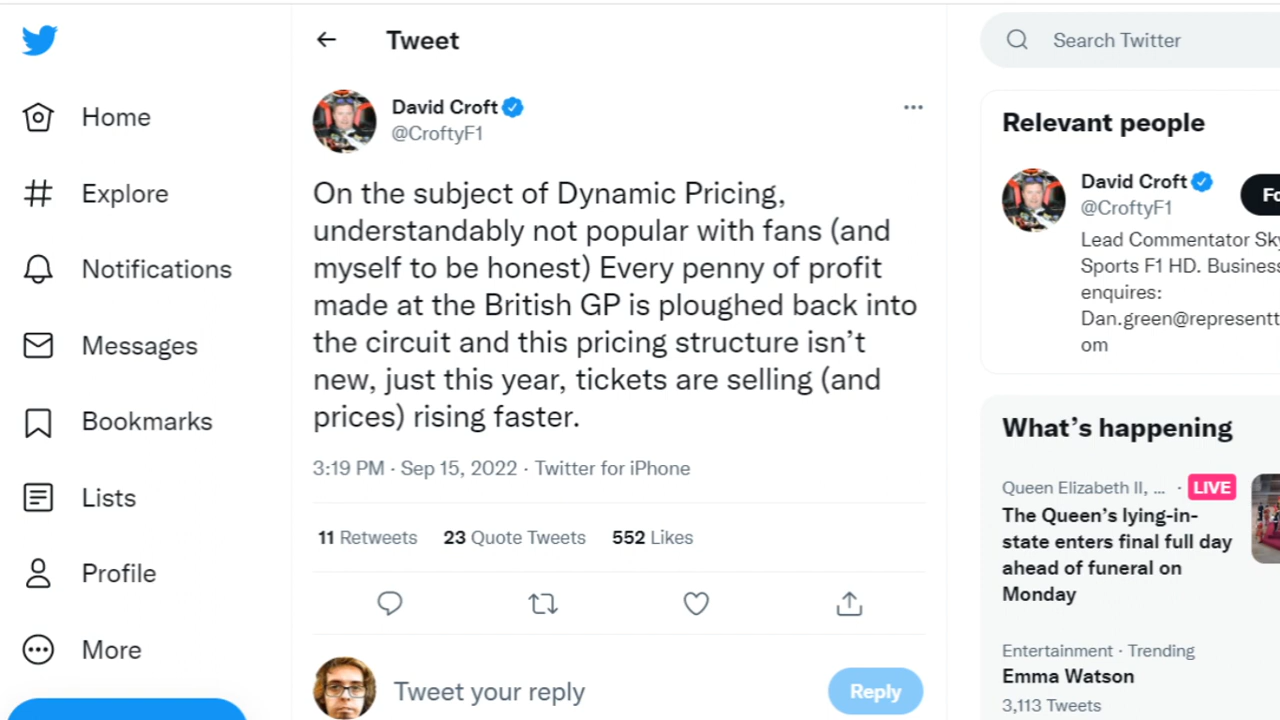 Home
Explore
Notifications
Messages
Bookmarks
Lists
Profile
More
Tweet
David Croft
@CroftyF1
On the subject of Dynamic Pricing,
understandably not popular with fans (and
myself to be honest) Every penny of profit
made at the British GP is ploughed back into
the circuit and this pricing structure isn’t
new, just this year, tickets are selling (and
prices) rising faster.
3:19 PM · Sep 15, 2022 · Twitter for iPhone
11 Retweets 23 Quote Tweets 552 Likes
Tweet your reply
Reply
Search Twitter
Relevant people
David Croft
@CroftyF1
Fo
Lead Commentator Sky
Sports F1 HD. Business
enquires:
Dan.green@representt
om
What’s happening
Queen Elizabeth II, ... · LIVE
The Queen’s lying-in-
state enters final full day
ahead of funeral on
Monday
Entertainment · Trending
Emma Watson
3,113 Tweets